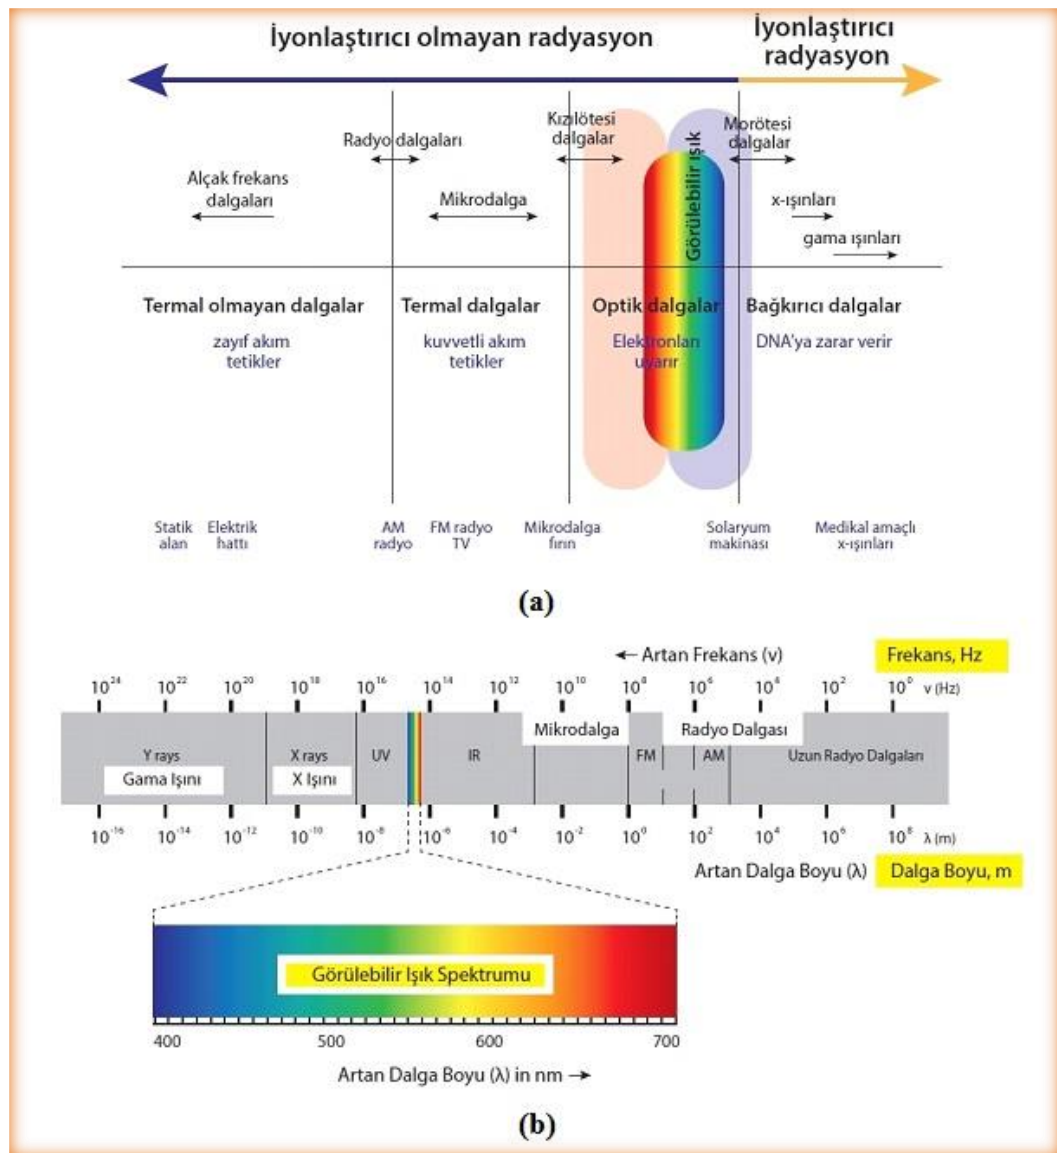 İyonlaştırıcı olmayan radyasyon
İyonlaştırıcı
radyasyon
Alçak frekans
dalgaları
Radyo dalgaları
Mikrodalga
Kızılötesi
dalgalar
Görülebilir ışık
Morötesi
dalgalar
x-ışınları
gama ışınları
Termal olmayan dalgalar
zayıf akım
tetikler
Termal dalgalar
kuvvetli akım
tetikler
Optik dalgalar
Elektronları
uyarır
Bağkırıcı dalgalar
DNA'ya zarar verir
Statik
alan
Elektrik
hattı
AM
radyo
FM radyo
TV
Mikrodalga
fırın
Solaryum
makinası
Medikal amaçlı
x-ışınları
(a)
← Artan Frekans (ν)
Frekans, Hz
10²⁴ 10²² 10²⁰ 10¹⁸ 10¹⁶ 10¹⁴ 10¹² 10¹⁰ 10⁸ 10⁶ 10⁴ 10² 10⁰ ν (Hz)
Mikrodalga Radyo Dalgası
Υ rays X rays UV IR FM AM Uzun Radyo Dalgaları
Gama Işını X Işını
10⁻¹⁶ 10⁻¹⁴ 10⁻¹² 10⁻¹⁰ 10⁻⁸ 10⁻⁶ 10⁻⁴ 10⁻² 10⁰ 10² 10⁴ 10⁶ 10⁸ λ (m)
Artan Dalga Boyu (λ)
Dalga Boyu, m
Görülebilir Işık Spektrumu
400 500 600 700
Artan Dalga Boyu (λ) in nm →
(b)